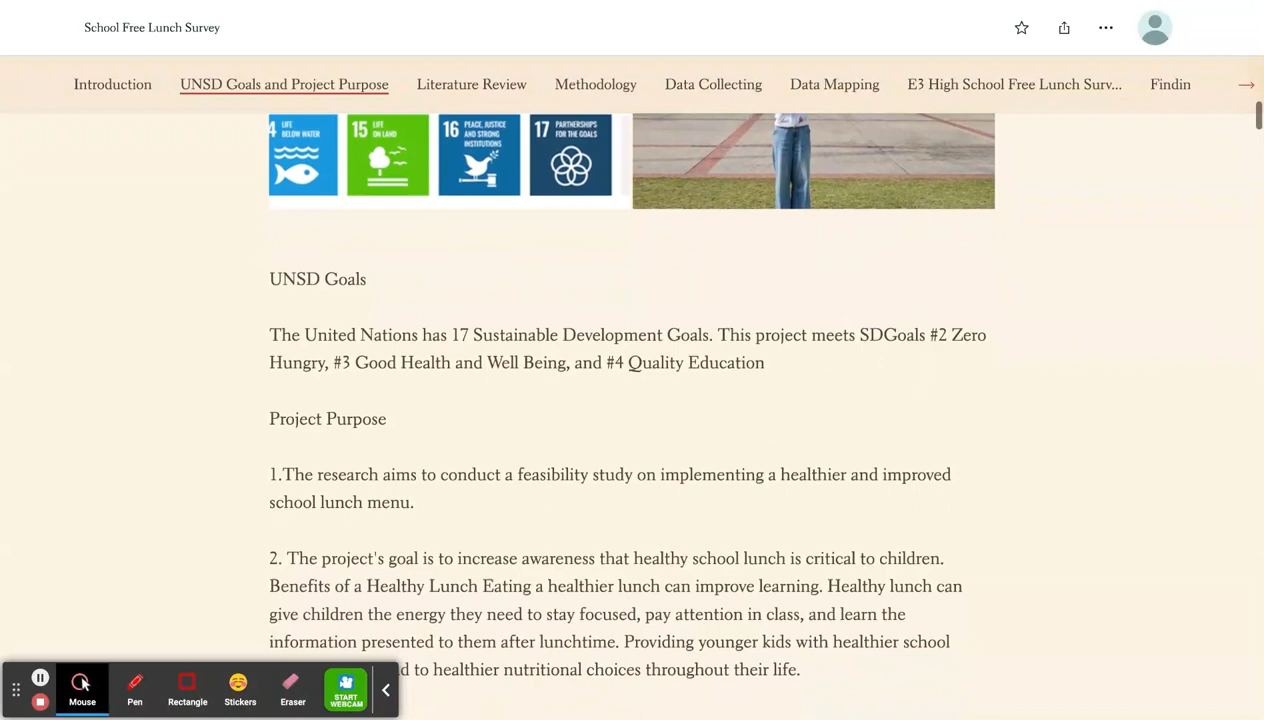 School Free Lunch Survey
Introduction
UNSD Goals and Project Purpose
Literature Review
Methodology
Data Collecting
Data Mapping
E3 High School Free Lunch Surv...
Findin
4 LIFE
BELOW WATER
15 LIFE
ON LAND
16 PEACE, JUSTICE
AND STRONG
INSTITUTIONS
17 PARTNERSHIPS
FOR THE GOALS
UNSD Goals
The United Nations has 17 Sustainable Development Goals. This project meets SDGoals #2 Zero
Hungry, #3 Good Health and Well Being, and #4 Quality Education
Project Purpose
1.The research aims to conduct a feasibility study on implementing a healthier and improved
school lunch menu.
2. The project's goal is to increase awareness that healthy school lunch is critical to children.
Benefits of a Healthy Lunch Eating a healthier lunch can improve learning. Healthy lunch can
give children the energy they need to stay focused, pay attention in class, and learn the
information presented to them after lunchtime. Providing younger kids with healthier school
to healthier nutritional choices throughout their life.
Mouse
Pen
Rectangle
Stickers
Eraser
START
WEBCAM